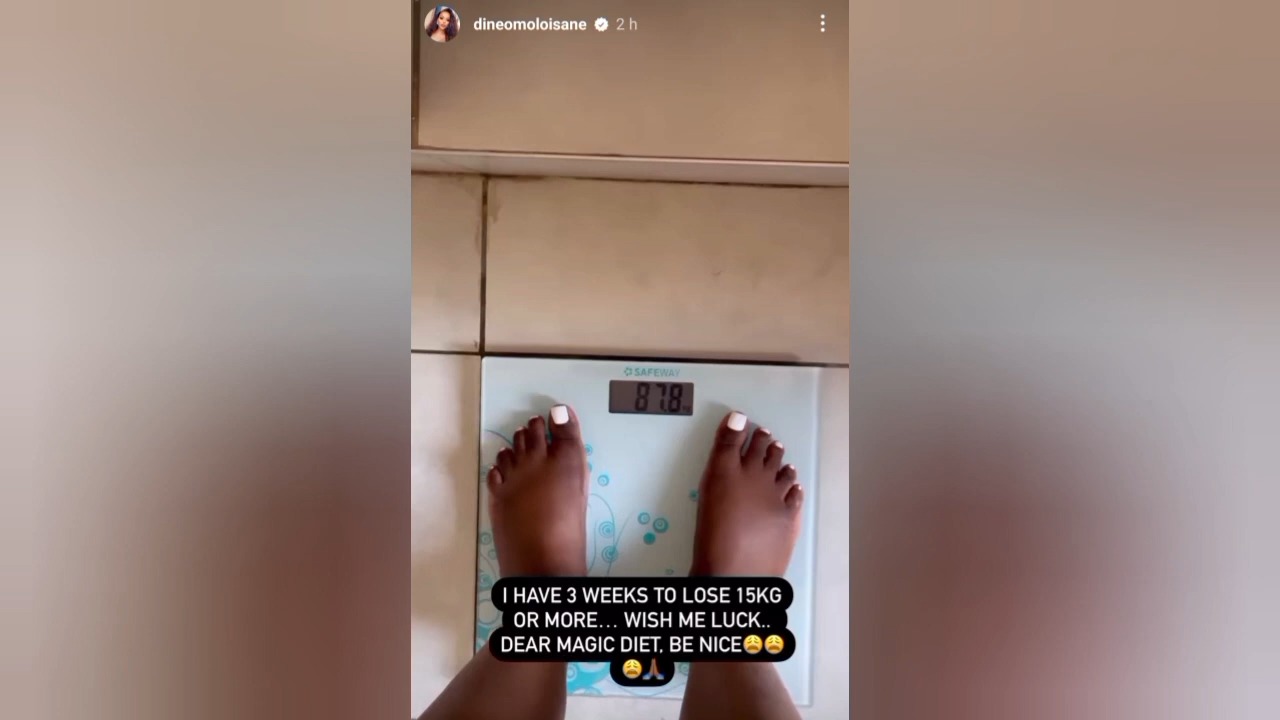 dineomoloisane 2 h
SAFEWAY
87.8
I HAVE 3 WEEKS TO LOSE 15KG
OR MORE... WISH ME LUCK..
DEAR MAGIC DIET, BE NICE😩😩
😩🙏🏾